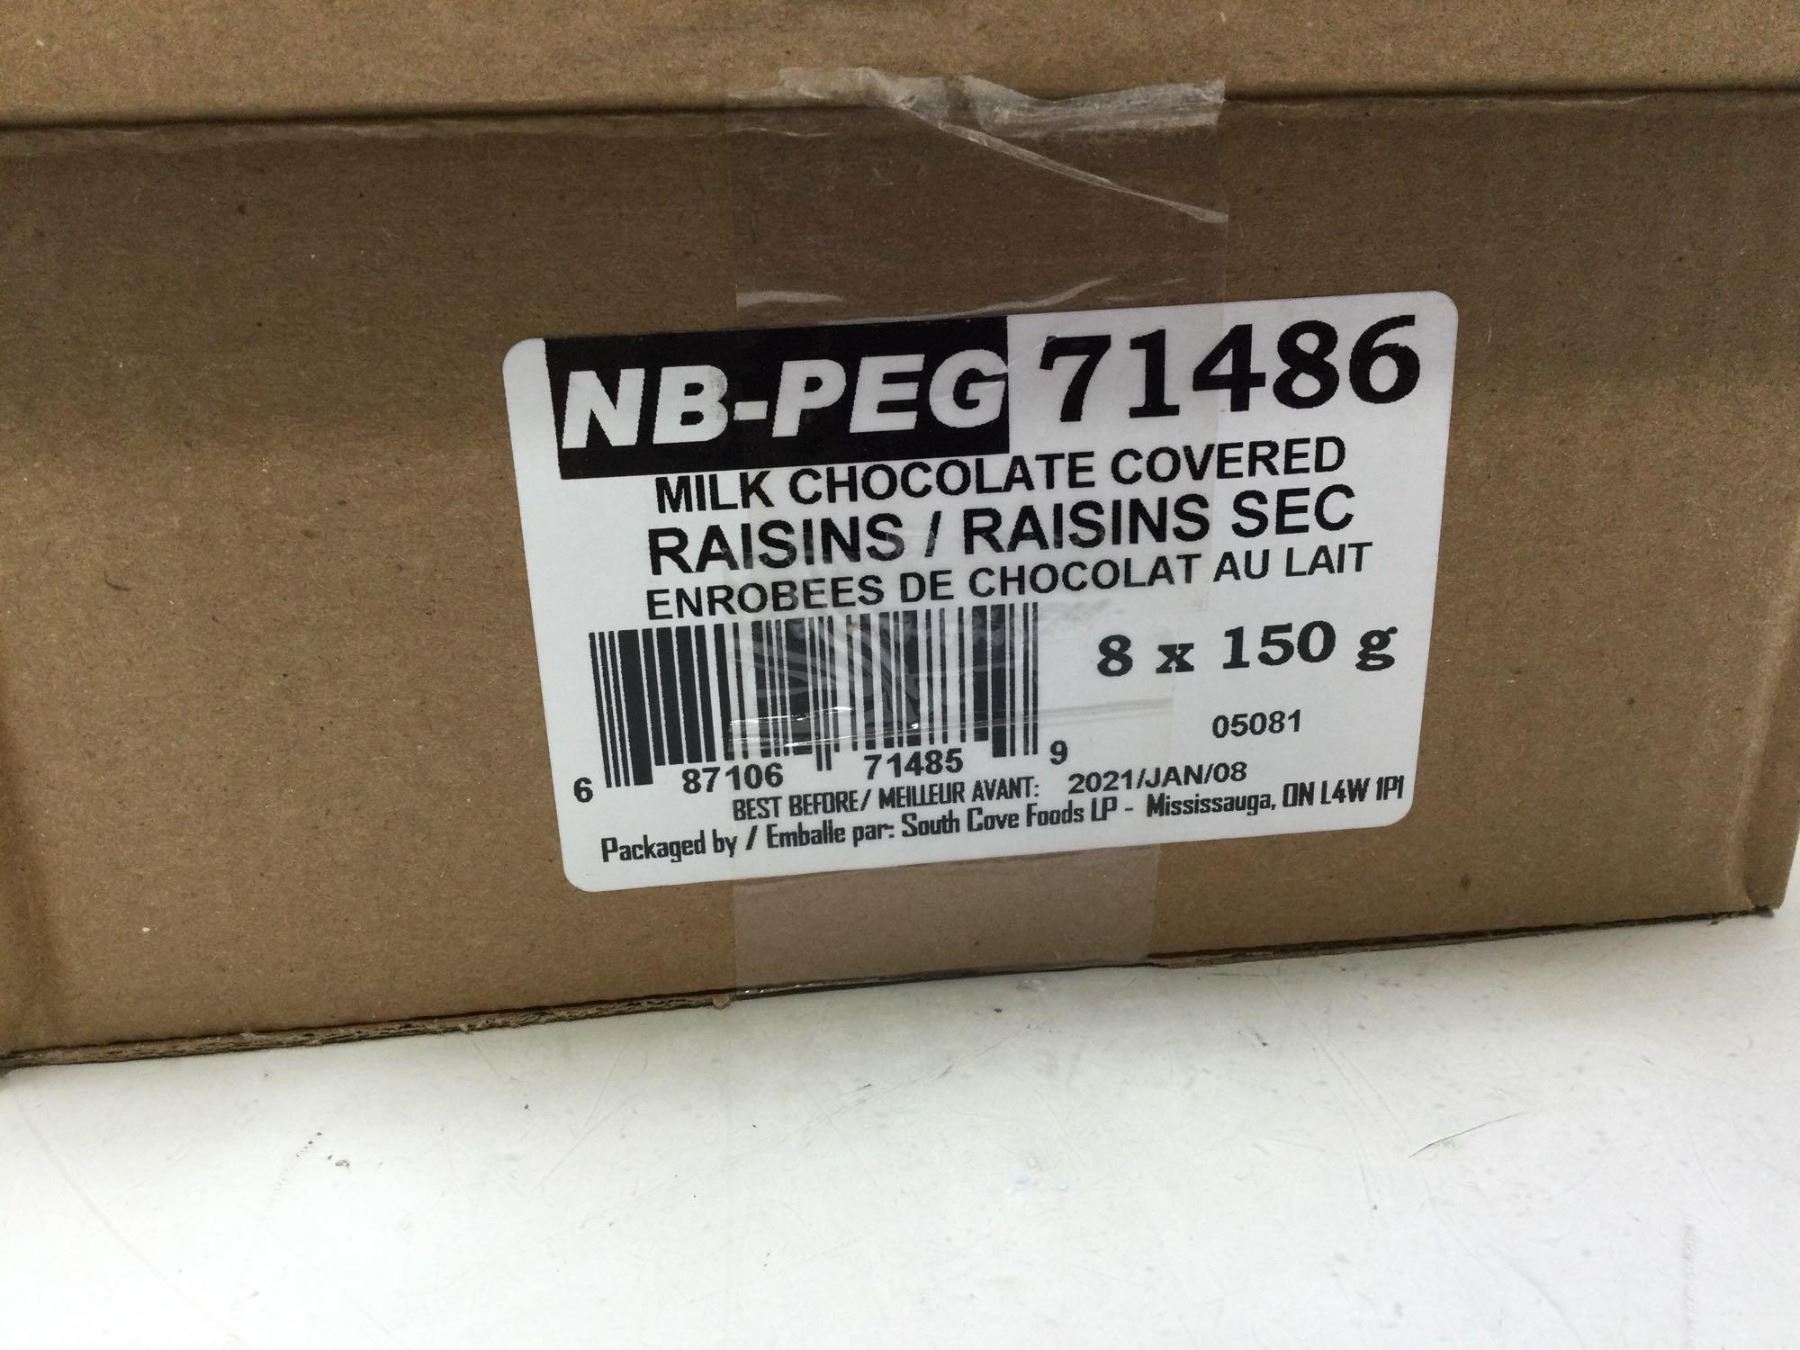 NB-PEG 71486
MILK CHOCOLATE COVERED
RAISINS / RAISINS SEC
ENROBEES DE CHOCOLAT AU LAIT
8 x 150 g
05081
6 87106 71485 9
BEST BEFORE/ MEILLEUR AVANT: 2021/JAN/08
Packaged by / Emballe par: South Cove Foods LP - Mississauga, ON L4W 1P1